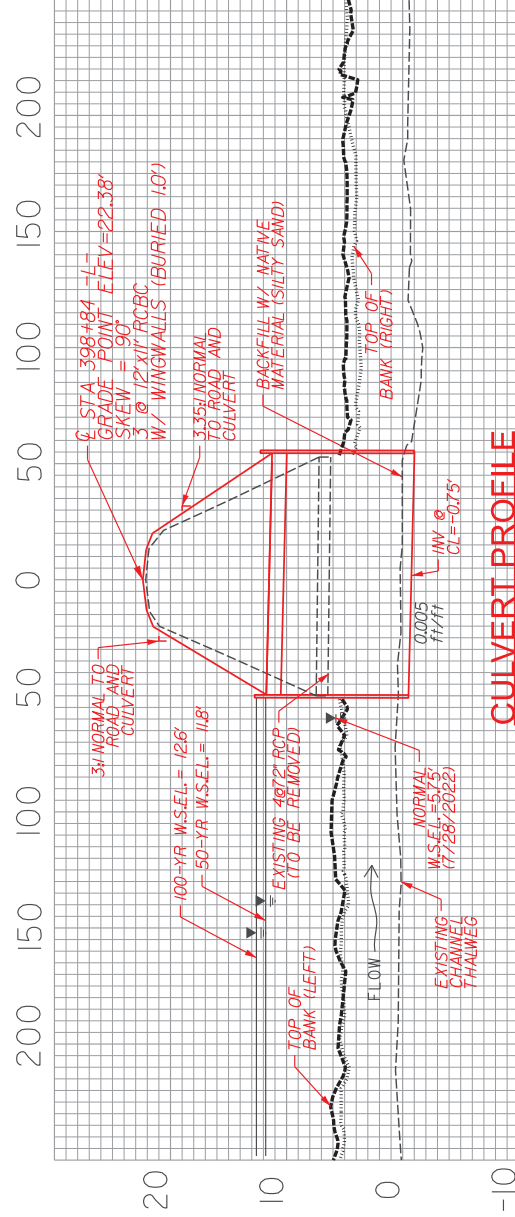 200
150
100
50
0
50
100
150
200
20
10
0
-10
℄ STA 398+84 -L-
GRADE POINT ELEV=22.38'
SKEW = 90°
3 @ 12'x11' RCBC
W/ WINGWALLS (BURIED 1.0')
3:1 NORMAL TO
ROAD AND
CULVERT
3.35:1 NORMAL
TO ROAD AND
CULVERT
100-YR W.S.EL.= 12.6'
50-YR W.S.EL.= 11.8'
BACKFILL W/ NATIVE
MATERIAL (SILTY SAND)
TOP OF
BANK (LEFT)
EXISTING 4@72" RCP
(TO BE REMOVED)
TOP OF
BANK (RIGHT)
FLOW
NORMAL
W.S.EL.=5.75'
(7/28/2022)
EXISTING
CHANNEL
THALWEG
0.005
ft/ft
INV @
CL=-0.75'
CULVERT PROFILE